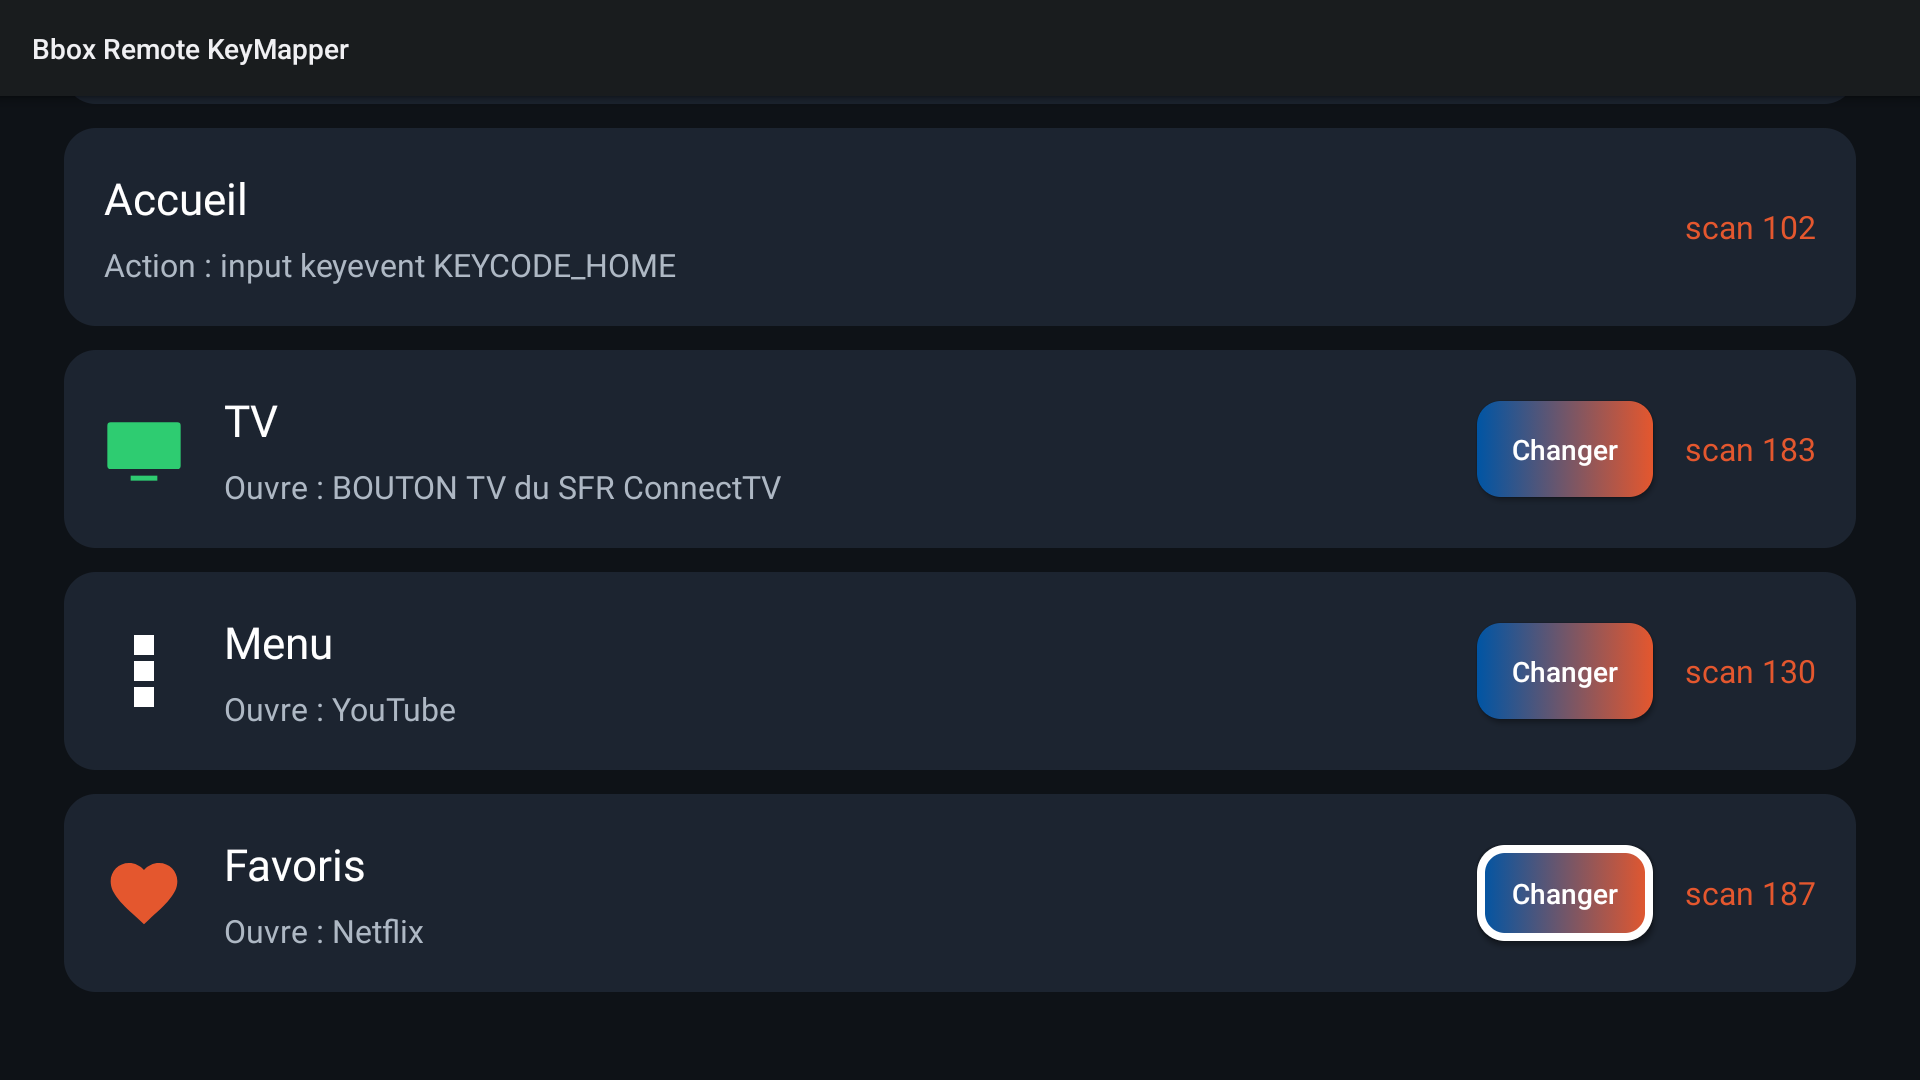 Bbox Remote KeyMapper
Accueil
Action : input keyevent KEYCODE_HOME
scan 102
TV
Ouvre : BOUTON TV du SFR ConnectTV
Changer
scan 183
Menu
Ouvre : YouTube
Changer
scan 130
Favoris
Ouvre : Netflix
Changer
scan 187